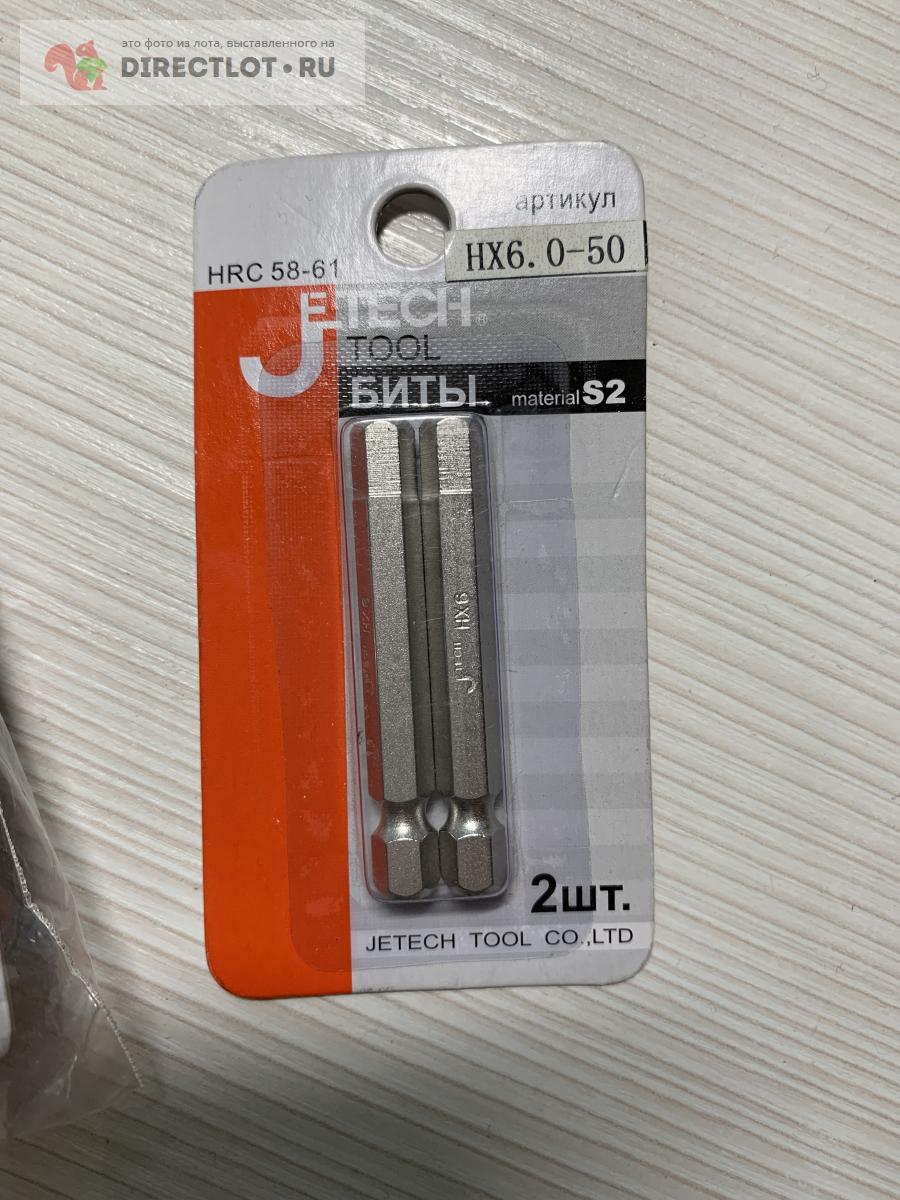 это фото из лота, выставленного на
DIRECTLOT.RU
артикул
HX6.0-50
HRC 58-61
JETECH®
TOOL
БИТЫ
material S2
JETECH HX6
2шт.
JETECH TOOL CO.,LTD